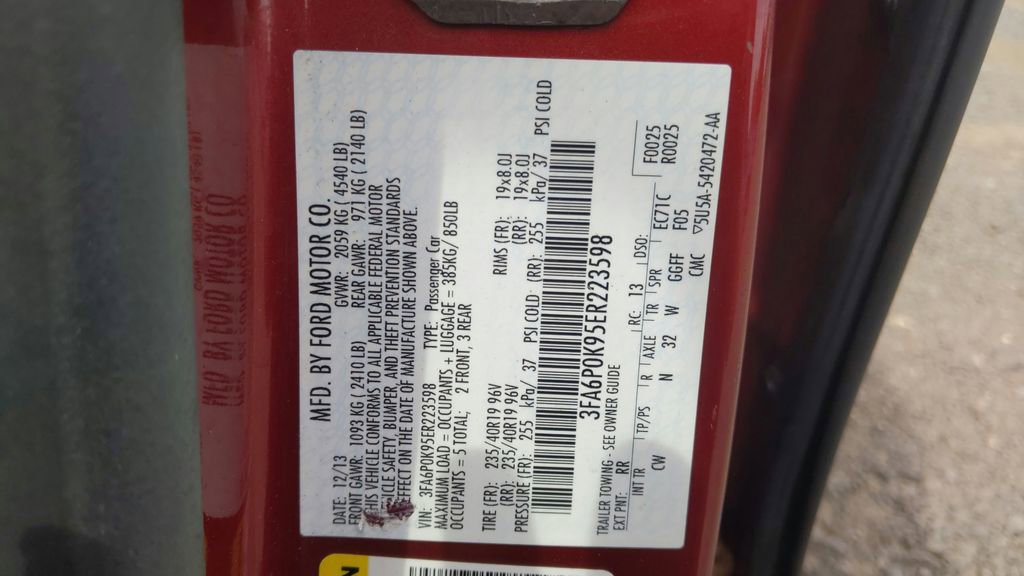 MFD. BY FORD MOTOR CO.
DATE: 12/13 GVWR: 2059 KG (4540 LB)
FRONT GAWR: 1093 KG (2410 LB) REAR GAWR: 971 KG (2140 LB)
THIS VEHICLE CONFORMS TO ALL APPLICABLE FEDERAL MOTOR
VEHICLE SAFETY, BUMPER, AND THEFT PREVENTION STANDARDS
IN EFFECT ON THE DATE OF MANUFACTURE SHOWN ABOVE.
VIN: 3FA6P0K95ER223598 TYPE: Passenger Car
MAXIMUM LOAD = OCCUPANTS + LUGGAGE = 385KG/ 850LB
OCCUPANTS = 5 TOTAL; 2 FRONT, 3 REAR
TIRE (FR): 235/40R19 96V RIMS (FR): 19x8.0J
(RR): 235/40R19 96V (RR): 19x8.0J
PRESSURE (FR): 255 kPa/ 37 PSI COLD (RR): 255 kPa/ 37 PSI COLD
3FA6P0K95ER223598
TRAILER TOWING - SEE OWNER GUIDE
EXT PNT: RR RC: 13 DSO: F0025
R0025
INT TR TP/PS R AXLE TR SPR EC71C
CW N 32 W GGFF F05
CMC ▽5U5A-5420472-AA
N